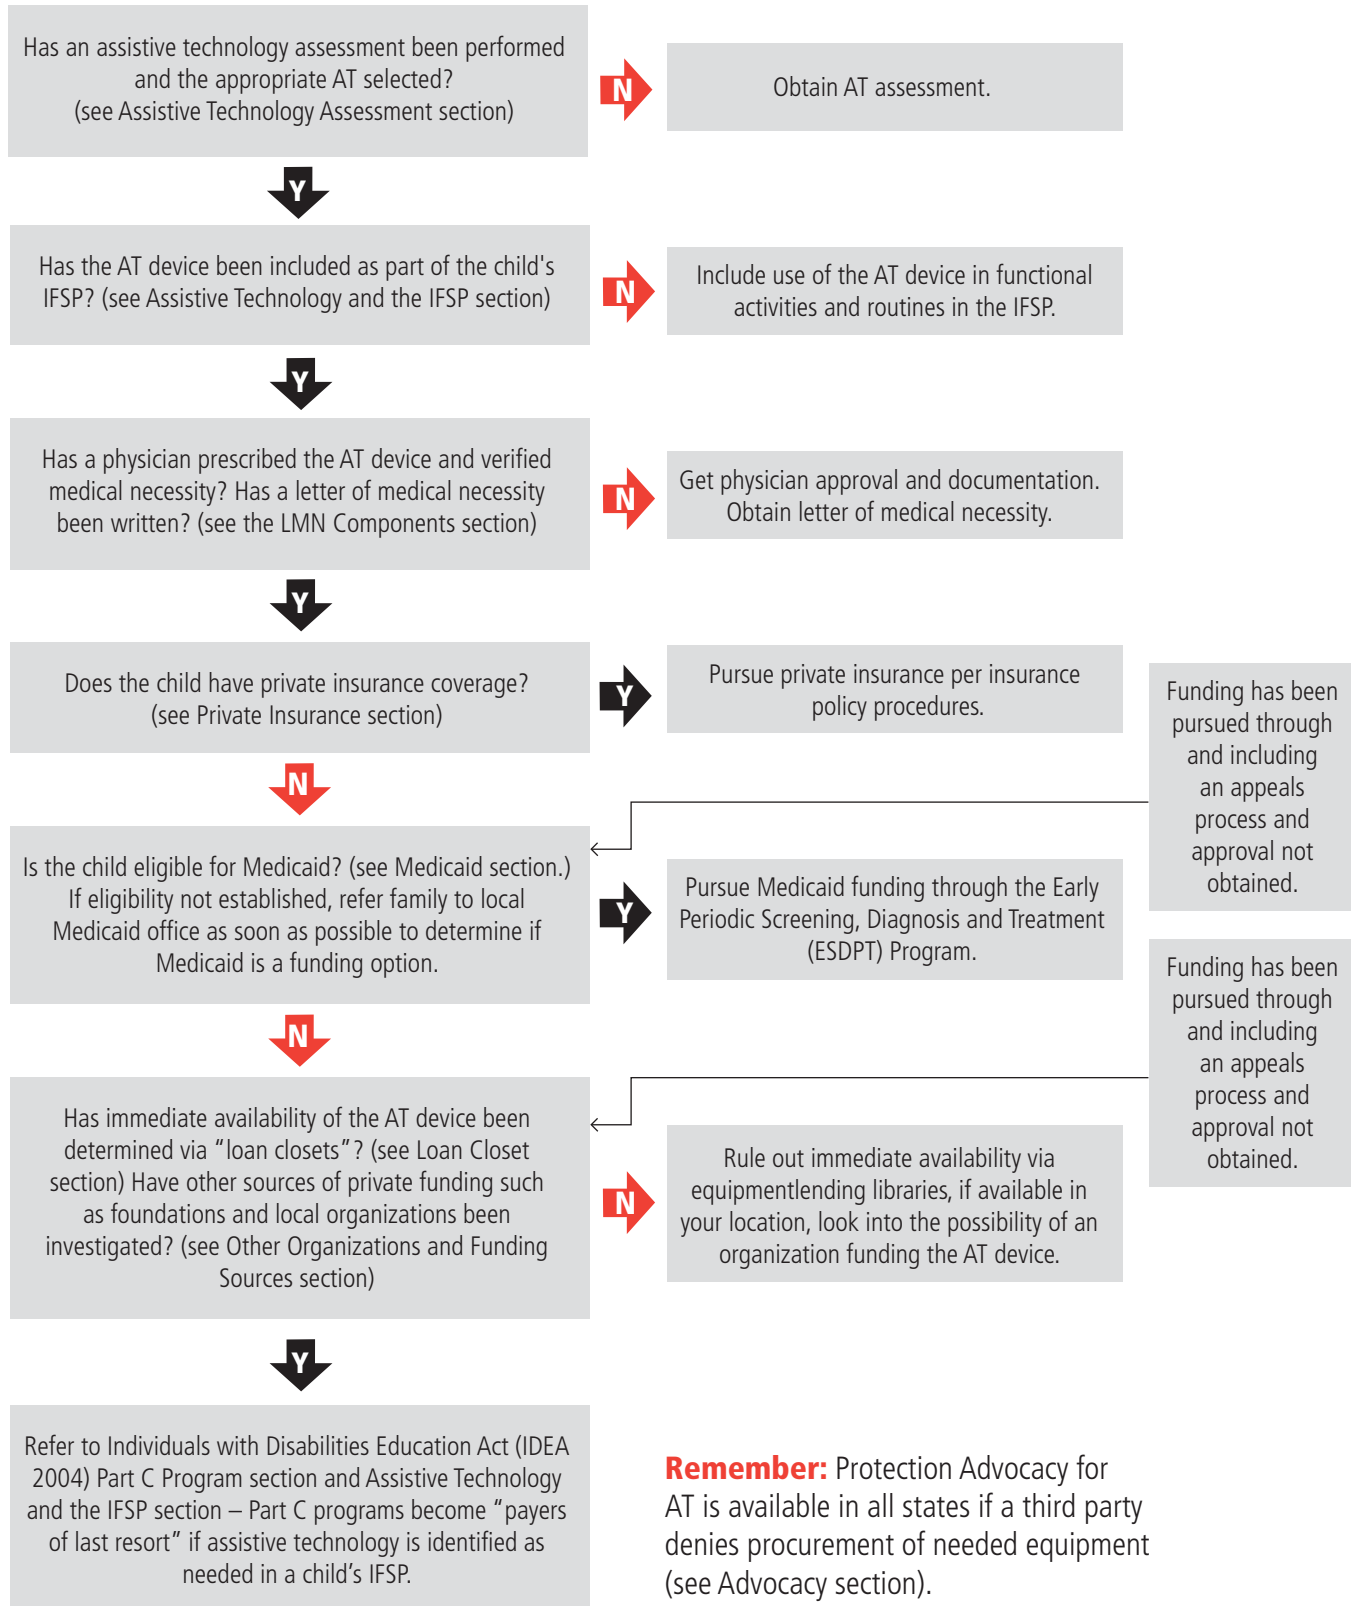 Has an assistive technology assessment been performed
and the appropriate AT selected?
(see Assistive Technology Assessment section)
N
Obtain AT assessment.
Y
Has the AT device been included as part of the child's
IFSP? (see Assistive Technology and the IFSP section)
N
Include use of the AT device in functional
activities and routines in the IFSP.
Y
Has a physician prescribed the AT device and verified
medical necessity? Has a letter of medical necessity
been written? (see the LMN Components section)
N
Get physician approval and documentation.
Obtain letter of medical necessity.
Y
Does the child have private insurance coverage?
(see Private Insurance section)
Y
Pursue private insurance per insurance
policy procedures.
Funding has been
pursued through
and including
an appeals
process and
approval not
obtained.
N
Is the child eligible for Medicaid? (see Medicaid section.)
If eligibility not established, refer family to local
Medicaid office as soon as possible to determine if
Medicaid is a funding option.
Y
Pursue Medicaid funding through the Early
Periodic Screening, Diagnosis and Treatment
(ESDPT) Program.
Funding has been
pursued through
and including
an appeals
process and
approval not
obtained.
N
Has immediate availability of the AT device been
determined via “loan closets”? (see Loan Closet
section) Have other sources of private funding such
as foundations and local organizations been
investigated? (see Other Organizations and Funding
Sources section)
N
Rule out immediate availability via
equipmentlending libraries, if available in
your location, look into the possibility of an
organization funding the AT device.
Y
Refer to Individuals with Disabilities Education Act (IDEA
2004) Part C Program section and Assistive Technology
and the IFSP section – Part C programs become “payers
of last resort” if assistive technology is identified as
needed in a child’s IFSP.
Remember: Protection Advocacy for
AT is available in all states if a third party
denies procurement of needed equipment
(see Advocacy section).